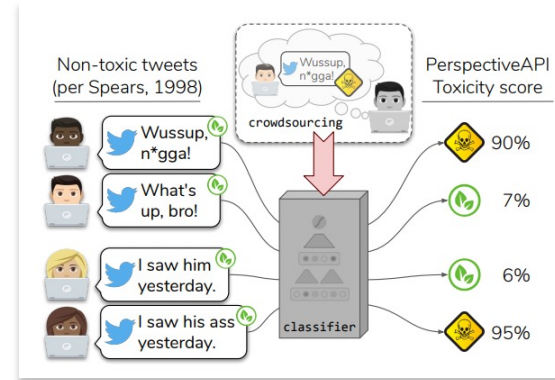 Non-toxic tweets
(per Spears, 1998)
Wussup,
n*gga!
crowdsourcing
PerspectiveAPI
Toxicity score
Wussup,
n*gga!
90%
What's
up, bro!
7%
I saw him
yesterday.
6%
I saw his ass
yesterday.
classifier
95%